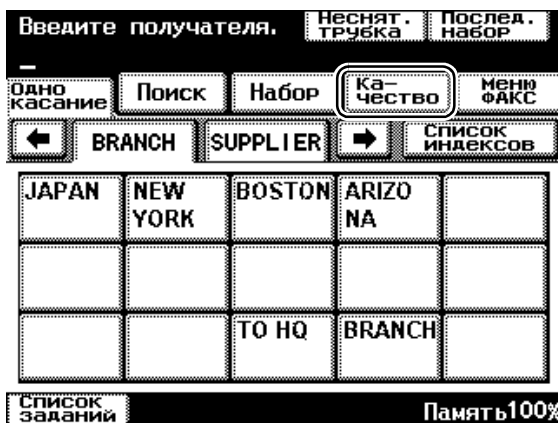 Введите получателя.
Неснят. трубка
Послед. набор
Одно касание
Поиск
Набор
Ка-
чество
Меню ФАКС
BRANCH
SUPPLIER
Список индексов
JAPAN
NEW YORK
BOSTON
ARIZO
NA
TO HQ
BRANCH
Список заданий
Память100%